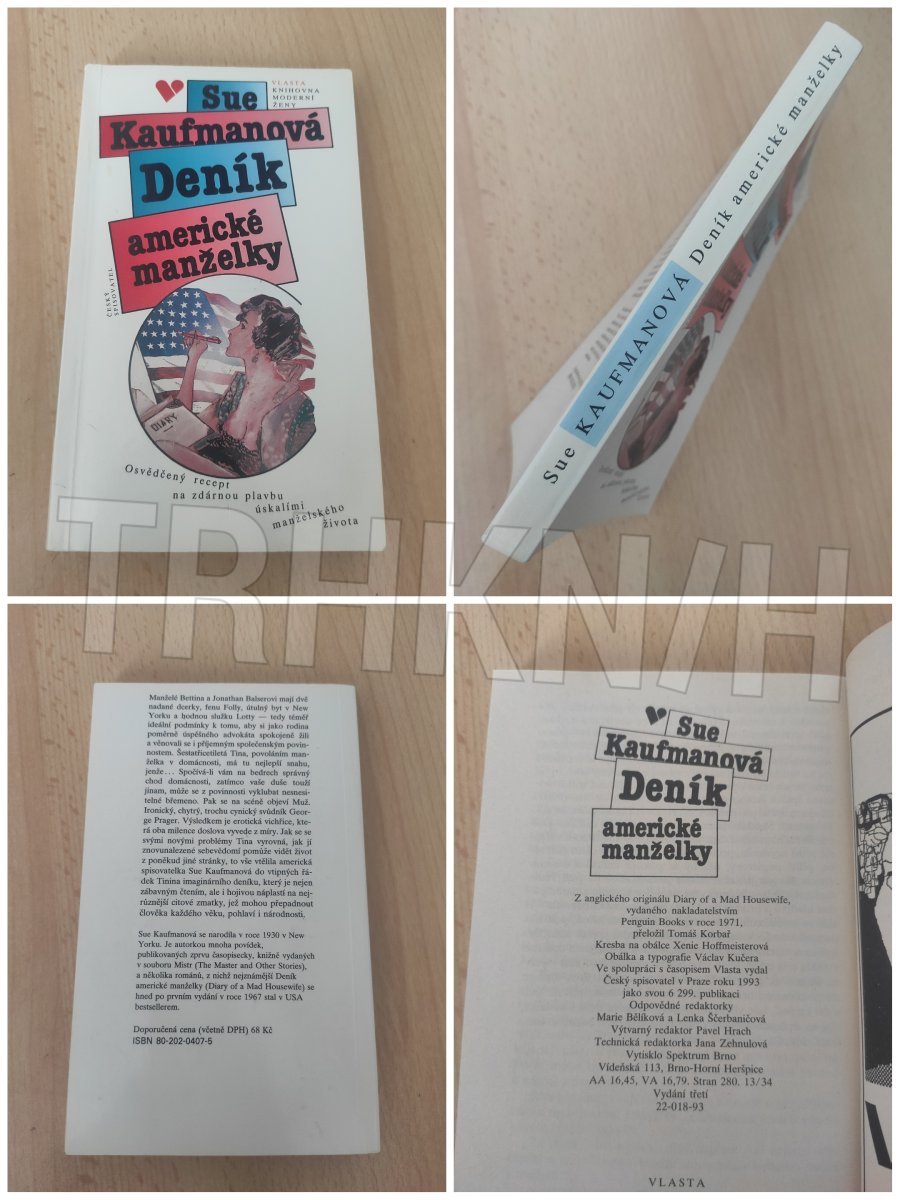 VLASTA
KNIHOVNA
MODERNÍ
ŽENY
Sue
Kaufmanová
Deník
americké
manželky
ČESKÝ
SPISOVATEL
DIARY
Osvědčený recept
na zdárnou plavbu
úskalími
manželského
života
Sue KAUFMANOVÁ Deník americké manželky
TRHKNIH
Manželé Bettina a Jonathan Balserovi mají dvě
nadané dcerky, fenu Folly, útulný byt v New
Yorku a hodnou služku Lotty — tedy téměř
ideální podmínky k tomu, aby si jako rodina
poměrně úspěšného advokáta spokojeně žili
a věnovali se i příjemným společenským povin-
nostem. Šestatřicetiletá Tina, povoláním man-
želka v domácnosti, má tu nejlepší snahu,
jenže... Spočívá-li vám na bedrech správný
chod domácnosti, zatímco vaše duše touží
jinam, může se z povinnosti vyklubat nesnesi-
telné břemeno. Pak se na scéně objeví Muž.
Ironický, chytrý, trochu cynický svůdník Geor-
ge Prager. Výsledkem je erotická vichřice, kte-
rá oba milence doslova vyvede z míry. Jak se se
svými novými problémy Tina vyrovná, jak jí
znovunalezené sebevědomí pomůže vidět život
z poněkud jiné stránky, to vše vtělila americká
spisovatelka Sue Kaufmanová do vtipných řá-
dek Tinina imaginárního deníku, který je nejen
zábavným čtením, ale i hojivou náplastí na nej-
různější citové zmatky, jež mohou přepadnout
člověka každého věku, pohlaví i národnosti.
Sue Kaufmanová se narodila v roce 1930 v New
Yorku. Je autorkou mnoha povídek,
publikovaných zprvu časopisecky, knižně vydaných
v souboru Mistr (The Master and Other Stories),
a několika románů, z nichž nejznámější Deník
americké manželky (Diary of a Mad Housewife) se
hned po prvním vydání v roce 1967 stal v USA
bestsellerem.
Doporučená cena (včetně DPH) 68 Kč
ISBN 80-202-0407-5
Sue
Kaufmanová
Deník
americké
manželky
Z anglického originálu Diary of a Mad Housewife,
vydaného nakladatelstvím
Penguin Books v roce 1971,
přeložil Tomáš Korbař
Kresba na obálce Xenie Hoffmeisterová
Obálka a typografie Václav Kučera
Ve spolupráci s časopisem Vlasta vydal
Český spisovatel v Praze roku 1993
jako svou 6 299. publikaci
Odpovědné redaktorky
Marie Bělíková a Lenka Ščerbaničová
Výtvarný redaktor Pavel Hrach
Technická redaktorka Jana Zehnulová
Vytisklo Spektrum Brno
Vídeňská 113, Brno-Horní Heršpice
AA 16,45, VA 16,79. Stran 280. 13/34
Vydání třetí
22-018-93
VLASTA